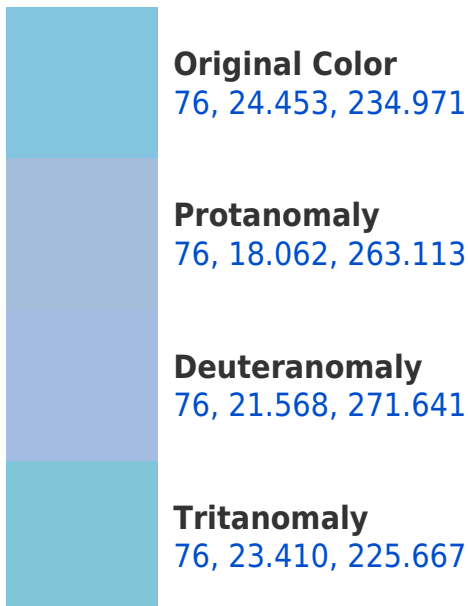 Original Color
76, 24.453, 234.971
Protanomaly
76, 18.062, 263.113
Deuteranomaly
76, 21.568, 271.641
Tritanomaly
76, 23.410, 225.667